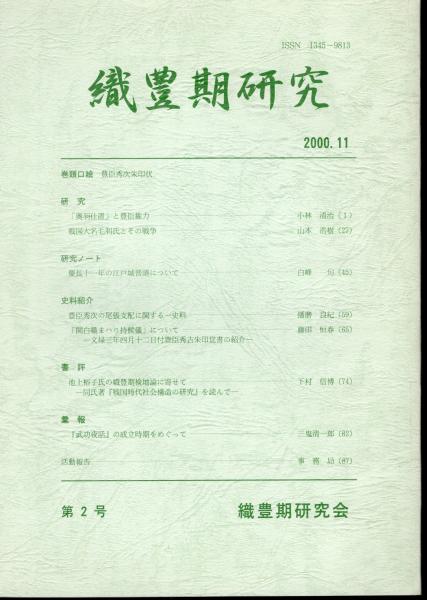 ISSN 1345-9813
織豊期研究
2000.11
巻頭口絵 豊臣秀次朱印状
研究
「奥羽仕置」と豊臣権力 小林清治(1)
戦国大名毛利氏とその戦争 山本浩樹(27)
研究ノート
慶長十一年の江戸城普請について 白峰旬(45)
史料紹介
豊臣秀次の尾張支配に関する一史料 播磨良紀(59)
「関白職まハり持候儀」について 藤田恒春(65)
―文禄三年四月十二日付豊臣秀吉朱印覚書の紹介―
書評
池上裕子氏の織豊期検地論に寄せて 下村信博(74)
―同氏著『戦国時代社会構造の研究』を読んで―
彙報
『武功夜話』の成立時期をめぐって 三鬼清一郎(82)
活動報告 事務局(87)
第2号 織豊期研究会